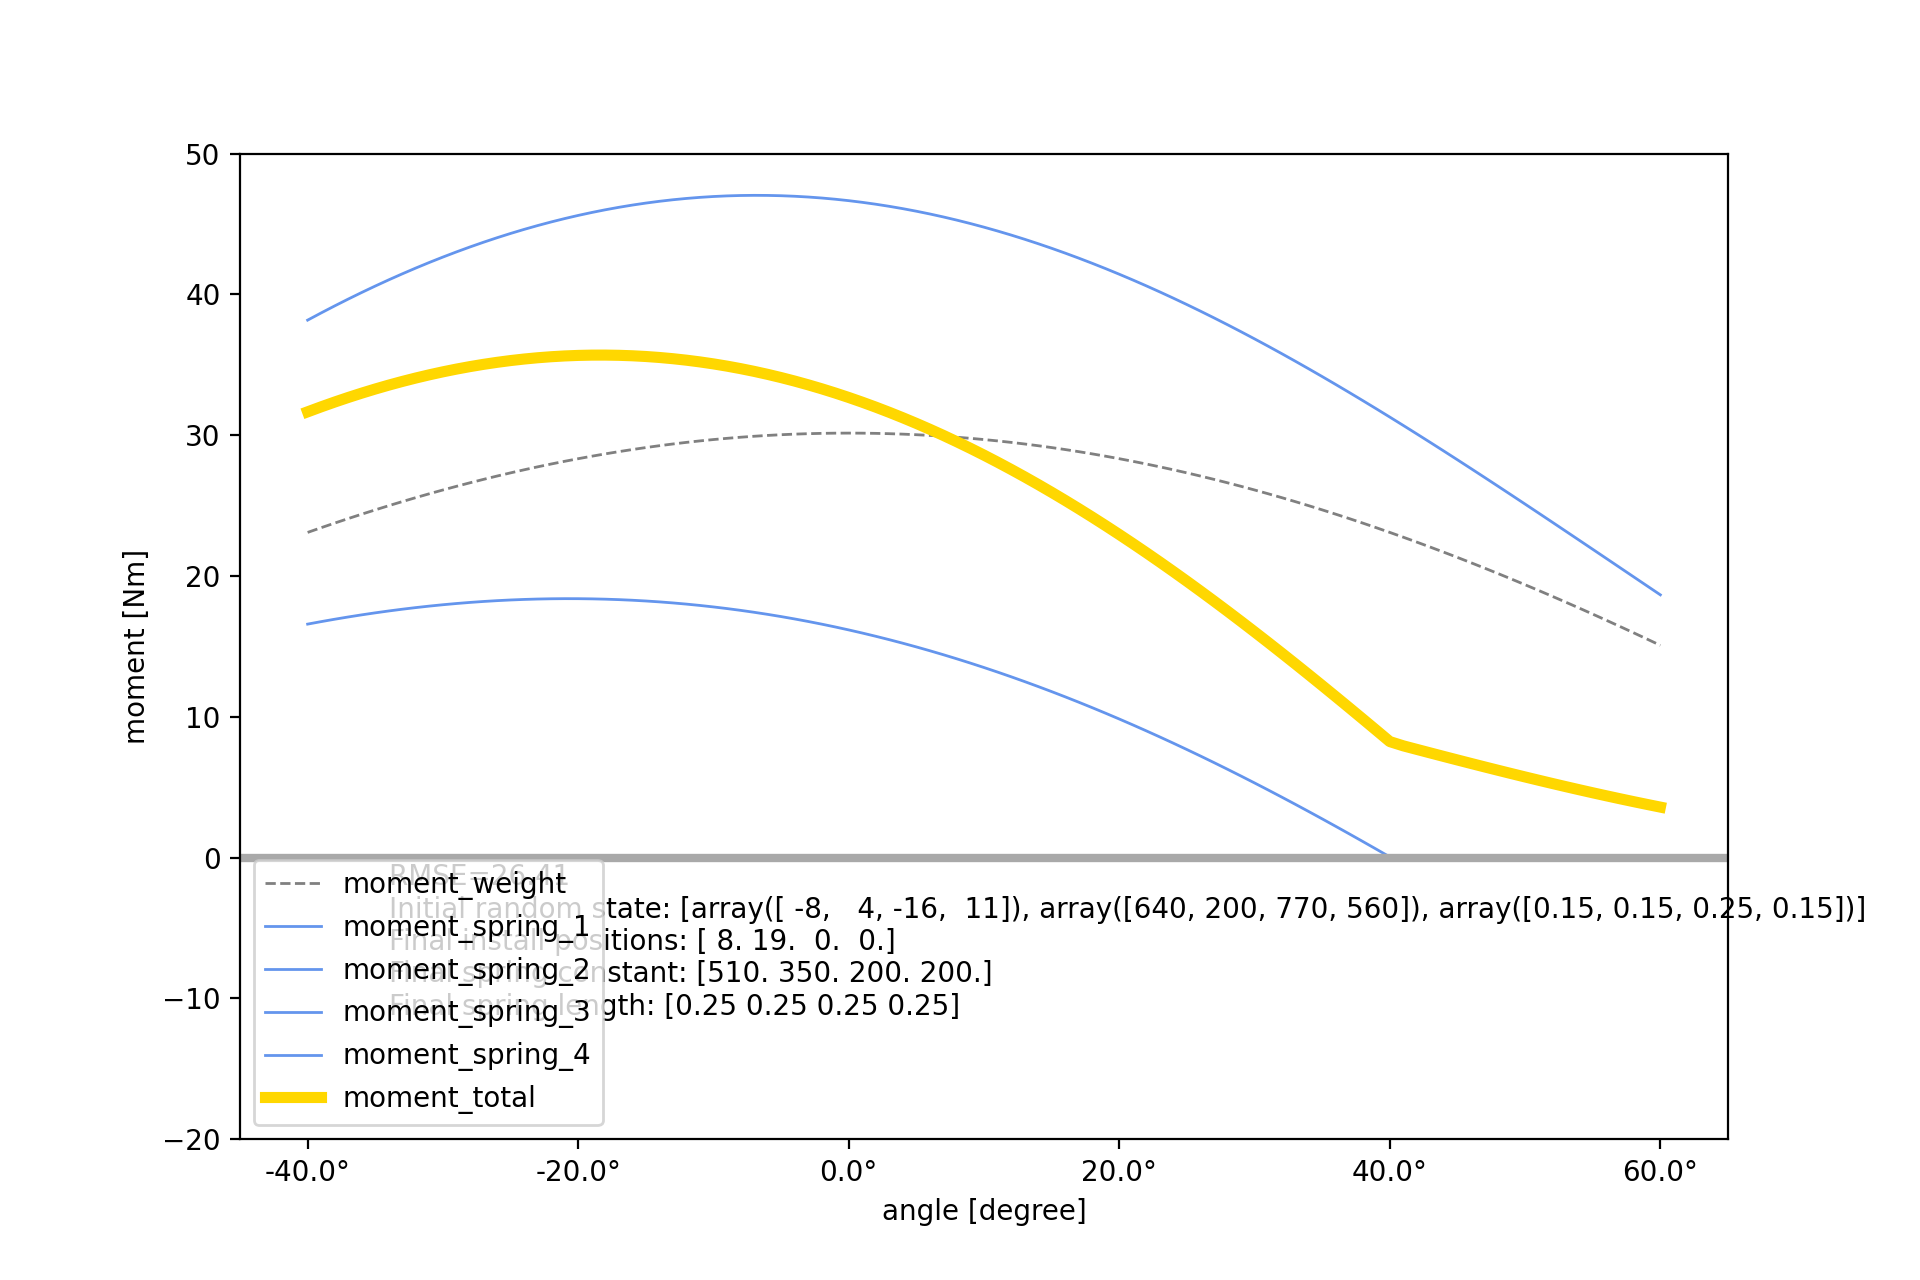 50
40
30
20
10
0
−10
−20
moment [Nm]
RMSE=26.41
Initial random state: [array([ -8,   4, -16,  11]), array([640, 200, 770, 560]), array([0.15, 0.15, 0.25, 0.15])]
Final install positions: [ 8. 19.  0.  0.]
Final spring constant: [510. 350. 200. 200.]
Final spring length: [0.25 0.25 0.25 0.25]
moment_weight
moment_spring_1
moment_spring_2
moment_spring_3
moment_spring_4
moment_total
-40.0°
-20.0°
0.0°
20.0°
40.0°
60.0°
angle [degree]